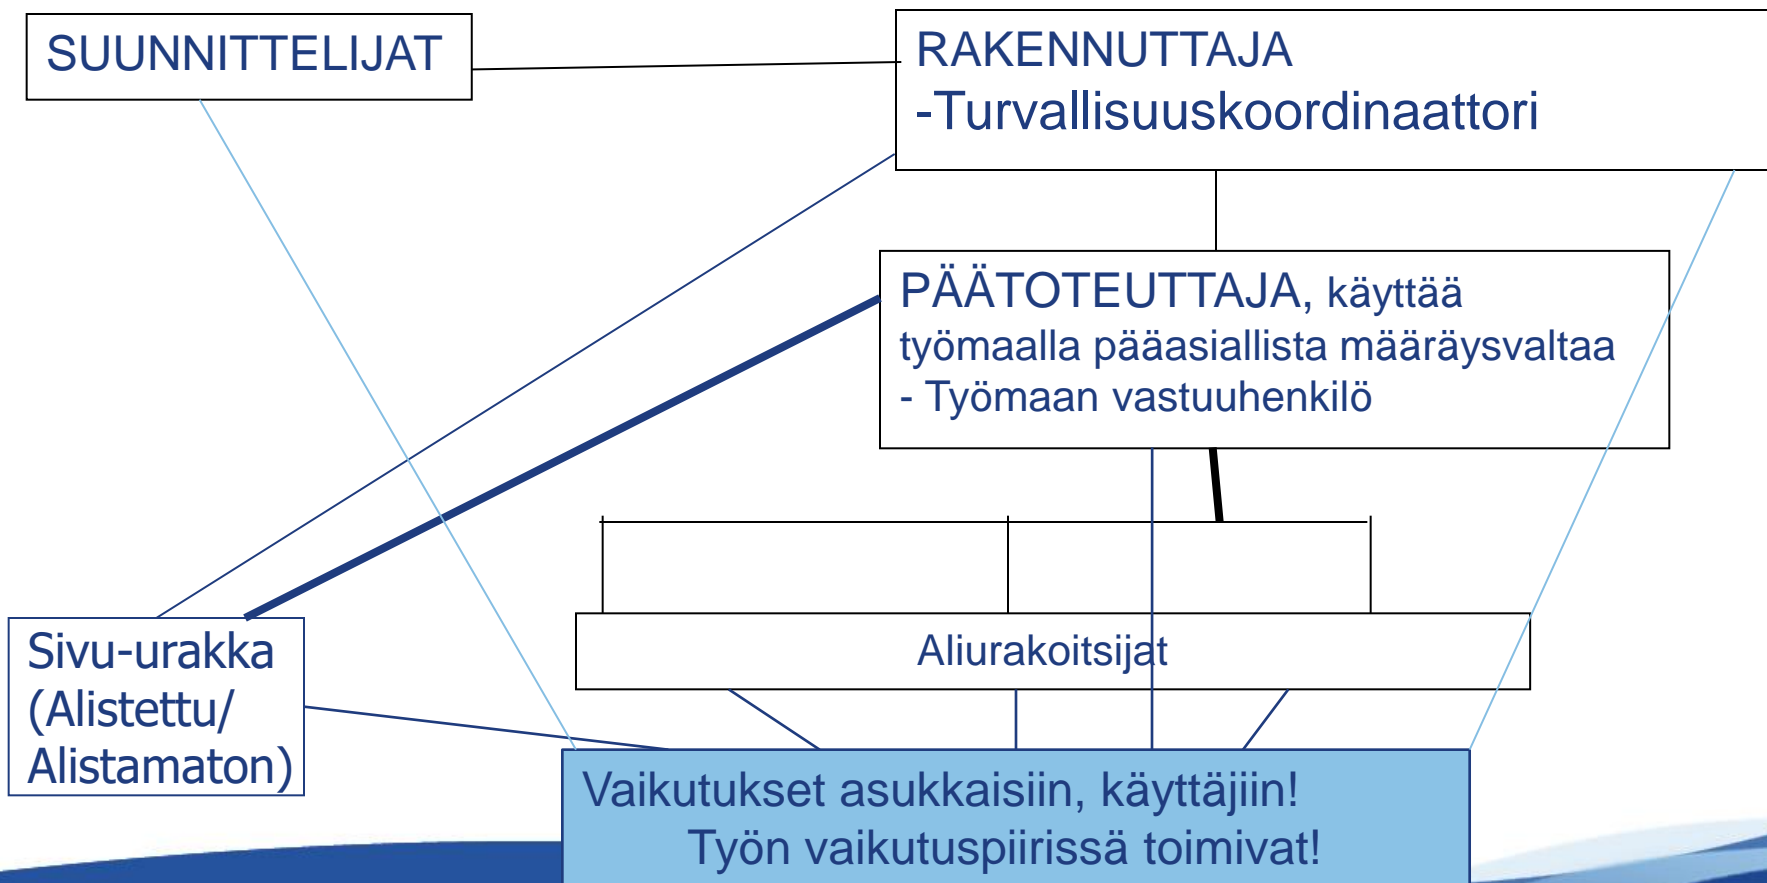 SUUNNITTELIJAT
RAKENNUTTAJA
-Turvallisuuskoordinaattori
PÄÄTOTEUTTAJA, käyttää
työmaalla pääasiallista määräysvaltaa
- Työmaan vastuuhenkilö
Sivu-urakka
(Alistettu/
Alistamaton)
Aliurakoitsijat
Vaikutukset asukkaisiin, käyttäjiin!
Työn vaikutuspiirissä toimivat!